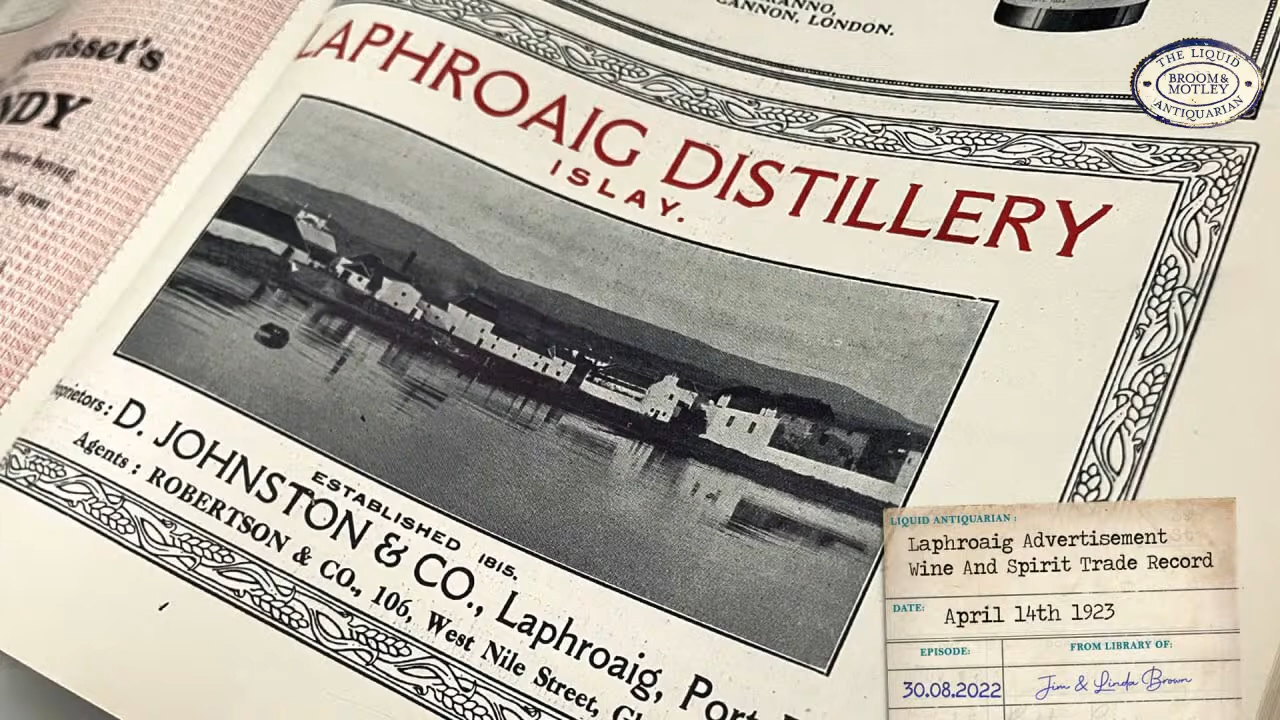 CANNON, LONDON.
LAPHROAIG DISTILLERY
ISLAY.
ESTABLISHED 1815.
D. JOHNSTON & CO., Laphroaig, Port
Agents: ROBERTSON & CO., 106, West Nile Street,
THE LIQUID
BROOM &
MOTLEY
ANTIQUARIAN
LIQUID ANTIQUARIAN:
Laphroaig Advertisement
Wine And Spirit Trade Record
DATE: April 14th 1923
EPISODE: FROM LIBRARY OF:
30.08.2022 Jim & Linda Brown